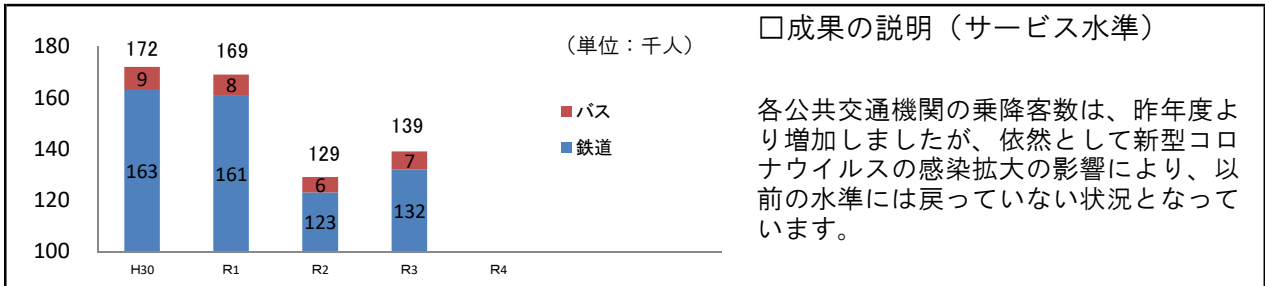 180
160
140
120
100
172
9
163
169
8
161
129
6
123
139
7
132
H30
R1
R2
R3
R4
（単位：千人）
■バス
■鉄道
□成果の説明（サービス水準）
各公共交通機関の乗降客数は、昨年度よ
り増加しましたが、依然として新型コロ
ナウイルスの感染拡大の影響により、以
前の水準には戻っていない状況となって
います。